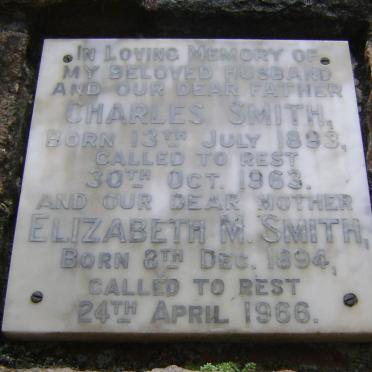 In Loving Memory of
my beloved husband
and our dear father
Charles Smith,
Born 13th July 1893,
called to rest
30th Oct. 1963.
and our dear mother
Elizabeth M. Smith,
Born 8th Dec. 1894,
called to rest
24th April 1966.